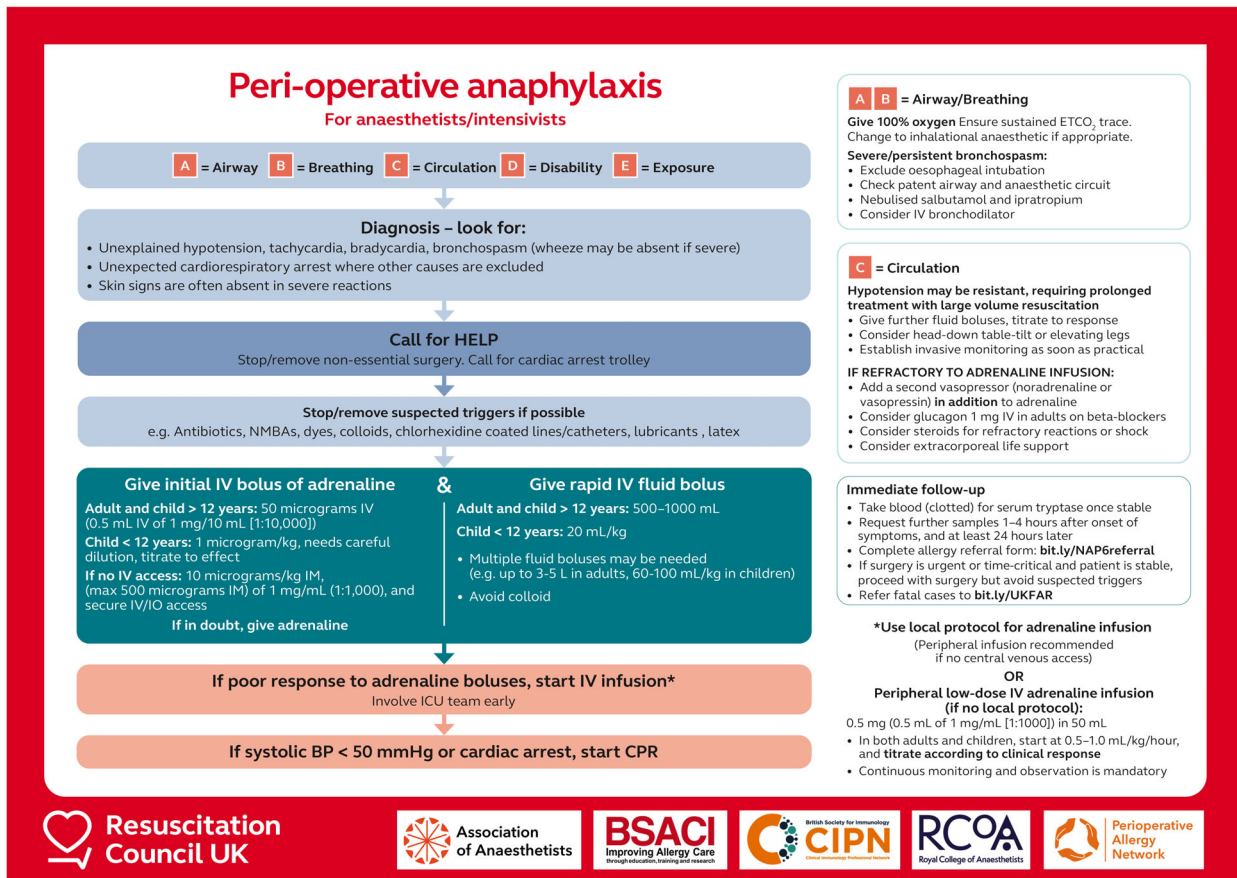 Peri-operative anaphylaxis
For anaesthetists/intensivists
A = Airway B = Breathing C = Circulation D = Disability E = Exposure
Diagnosis – look for:
• Unexplained hypotension, tachycardia, bradycardia, bronchospasm (wheeze may be absent if severe)
• Unexpected cardiorespiratory arrest where other causes are excluded
• Skin signs are often absent in severe reactions
Call for HELP
Stop/remove non-essential surgery. Call for cardiac arrest trolley
Stop/remove suspected triggers if possible
e.g. Antibiotics, NMBAs, dyes, colloids, chlorhexidine coated lines/catheters, lubricants , latex
Give initial IV bolus of adrenaline
Adult and child > 12 years: 50 micrograms IV
(0.5 mL IV of 1 mg/10 mL [1:10,000])
Child < 12 years: 1 microgram/kg, needs careful
dilution, titrate to effect
If no IV access: 10 micrograms/kg IM,
(max 500 micrograms IM) of 1 mg/mL (1:1,000), and
secure IV/IO access
If in doubt, give adrenaline
&
Give rapid IV fluid bolus
Adult and child > 12 years: 500–1000 mL
Child < 12 years: 20 mL/kg
• Multiple fluid boluses may be needed
(e.g. up to 3-5 L in adults, 60-100 mL/kg in children)
• Avoid colloid
If poor response to adrenaline boluses, start IV infusion*
Involve ICU team early
If systolic BP < 50 mmHg or cardiac arrest, start CPR
A B = Airway/Breathing
Give 100% oxygen Ensure sustained ETCO₂ trace.
Change to inhalational anaesthetic if appropriate.
Severe/persistent bronchospasm:
• Exclude oesophageal intubation
• Check patent airway and anaesthetic circuit
• Nebulised salbutamol and ipratropium
• Consider IV bronchodilator
C = Circulation
Hypotension may be resistant, requiring prolonged
treatment with large volume resuscitation
• Give further fluid boluses, titrate to response
• Consider head-down table-tilt or elevating legs
• Establish invasive monitoring as soon as practical
IF REFRACTORY TO ADRENALINE INFUSION:
• Add a second vasopressor (noradrenaline or
vasopressin) in addition to adrenaline
• Consider glucagon 1 mg IV in adults on beta-blockers
• Consider steroids for refractory reactions or shock
• Consider extracorporeal life support
Immediate follow-up
• Take blood (clotted) for serum tryptase once stable
• Request further samples 1–4 hours after onset of
symptoms, and at least 24 hours later
• Complete allergy referral form: bit.ly/NAP6referral
• If surgery is urgent or time-critical and patient is stable,
proceed with surgery but avoid suspected triggers
• Refer fatal cases to bit.ly/UKFAR
*Use local protocol for adrenaline infusion
(Peripheral infusion recommended
if no central venous access)
OR
Peripheral low-dose IV adrenaline infusion
(if no local protocol):
0.5 mg (0.5 mL of 1 mg/mL [1:1000]) in 50 mL
• In both adults and children, start at 0.5–1.0 mL/kg/hour,
and titrate according to clinical response
• Continuous monitoring and observation is mandatory
Resuscitation
Council UK
Association
of Anaesthetists
BSACI
Improving Allergy Care
through education, training and research
British Society for Immunology
CIPN
Clinical Immunology Professional Network
RCOA
Royal College of Anaesthetists
Perioperative
Allergy
Network